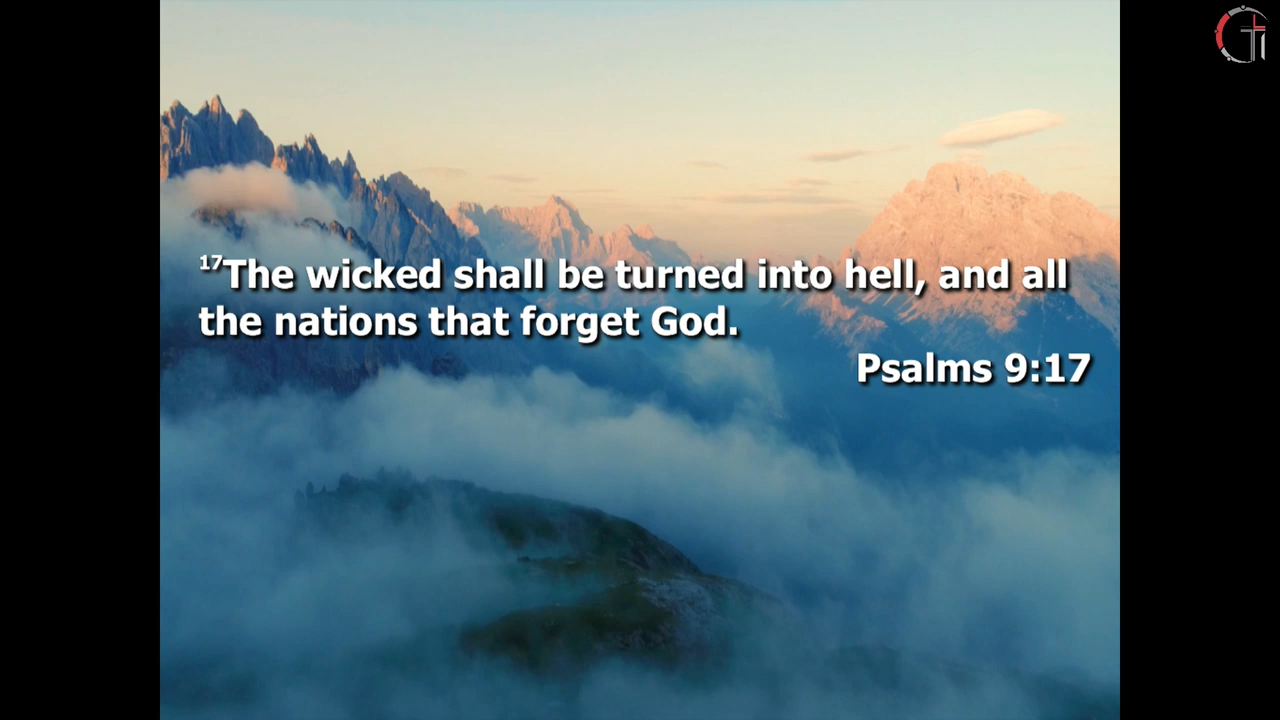 ¹⁷The wicked shall be turned into hell, and all
the nations that forget God.
Psalms 9:17